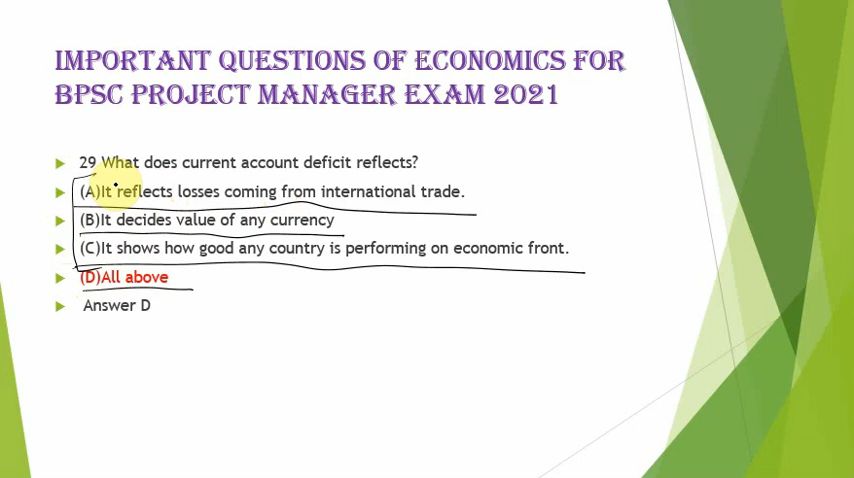 IMPORTANT QUESTIONS OF ECONOMICS FOR
BPSC PROJECT MANAGER EXAM 2021
29 What does current account deficit reflects?
(A)It reflects losses coming from international trade.
(B)It decides value of any currency
(C)It shows how good any country is performing on economic front.
(D)All above
Answer D